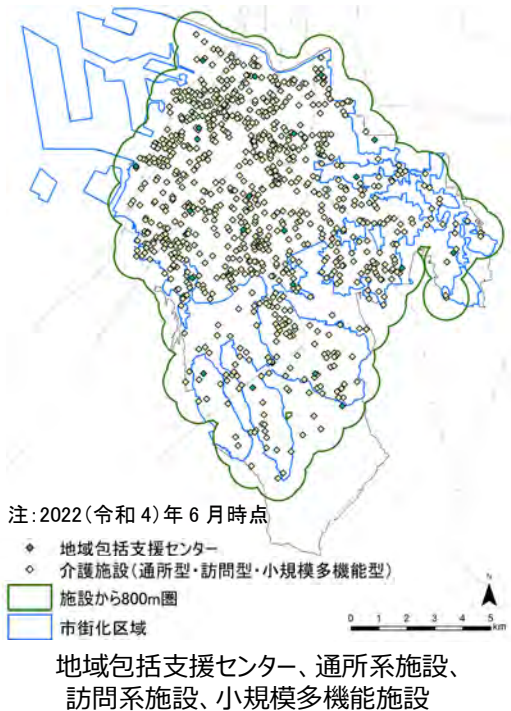 注:2022(令和4)年6月時点
地域包括支援センター
介護施設(通所型・訪問型・小規模多機能型)
施設から800m圏
市街化区域
N
0 1 2 3 4 5
km
地域包括支援センター、通所系施設、
訪問系施設、小規模多機能施設